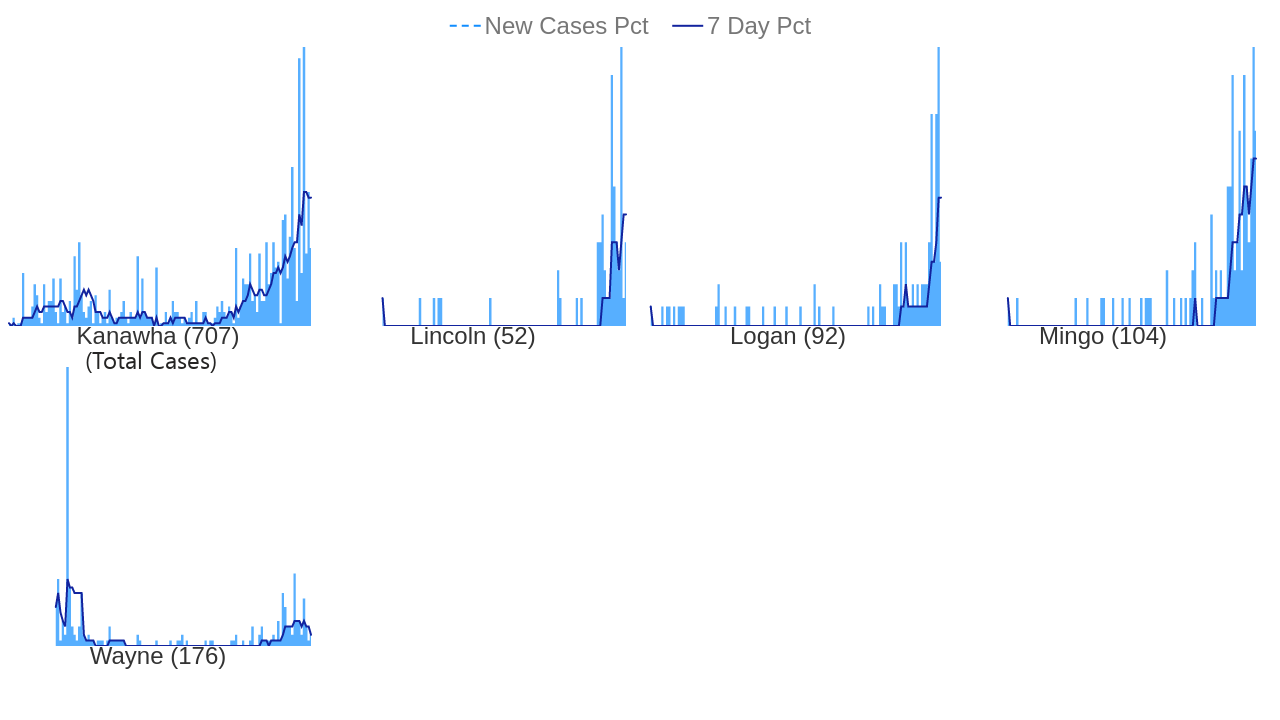 New Cases Pct 7 Day Pct
Kanawha (707) Lincoln (52) Logan (92) Mingo (104)
(Total Cases)
Wayne (176)